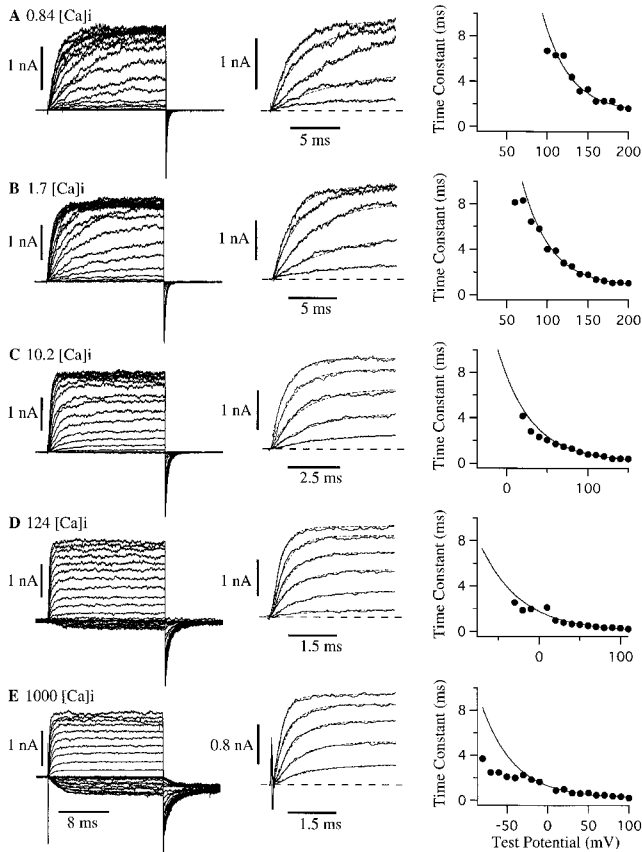 A 0.84 [Ca]i
1 nA
1 nA
5 ms
Time Constant (ms)
8
4
0
50 100 150 200
B 1.7 [Ca]i
1 nA
1 nA
5 ms
Time Constant (ms)
8
4
0
50 100 150 200
C 10.2 [Ca]i
1 nA
1 nA
2.5 ms
Time Constant (ms)
8
4
0
0 100
D 124 [Ca]i
1 nA
1 nA
1.5 ms
Time Constant (ms)
8
4
0
0 100
E 1000 [Ca]i
1 nA
8 ms
0.8 nA
1.5 ms
Time Constant (ms)
8
4
0
-50 0 50 100
Test Potential (mV)